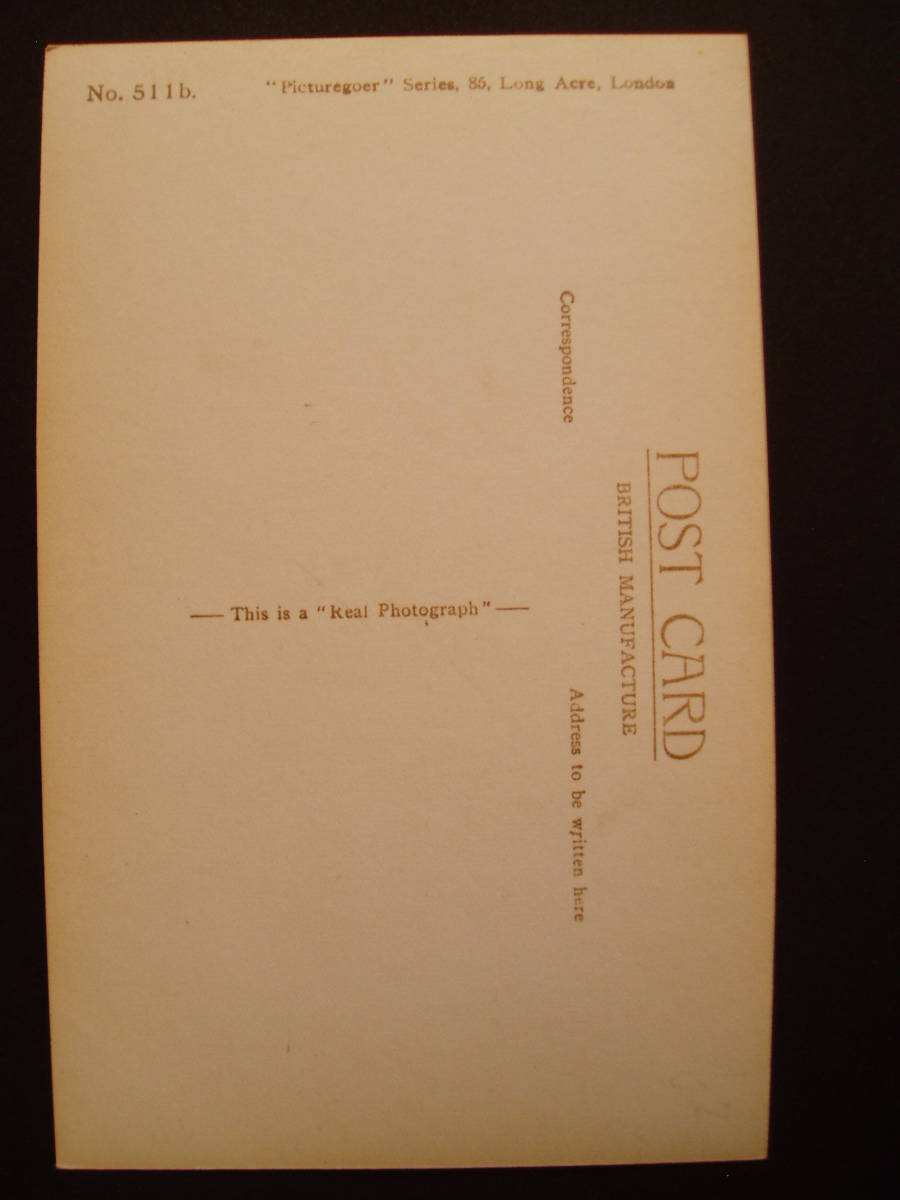 No. 511b.
"Picturegoer" Series, 85, Long Acre, London
POST CARD
BRITISH MANUFACTURE
Correspondence
Address to be written here
— This is a "Real Photograph" —